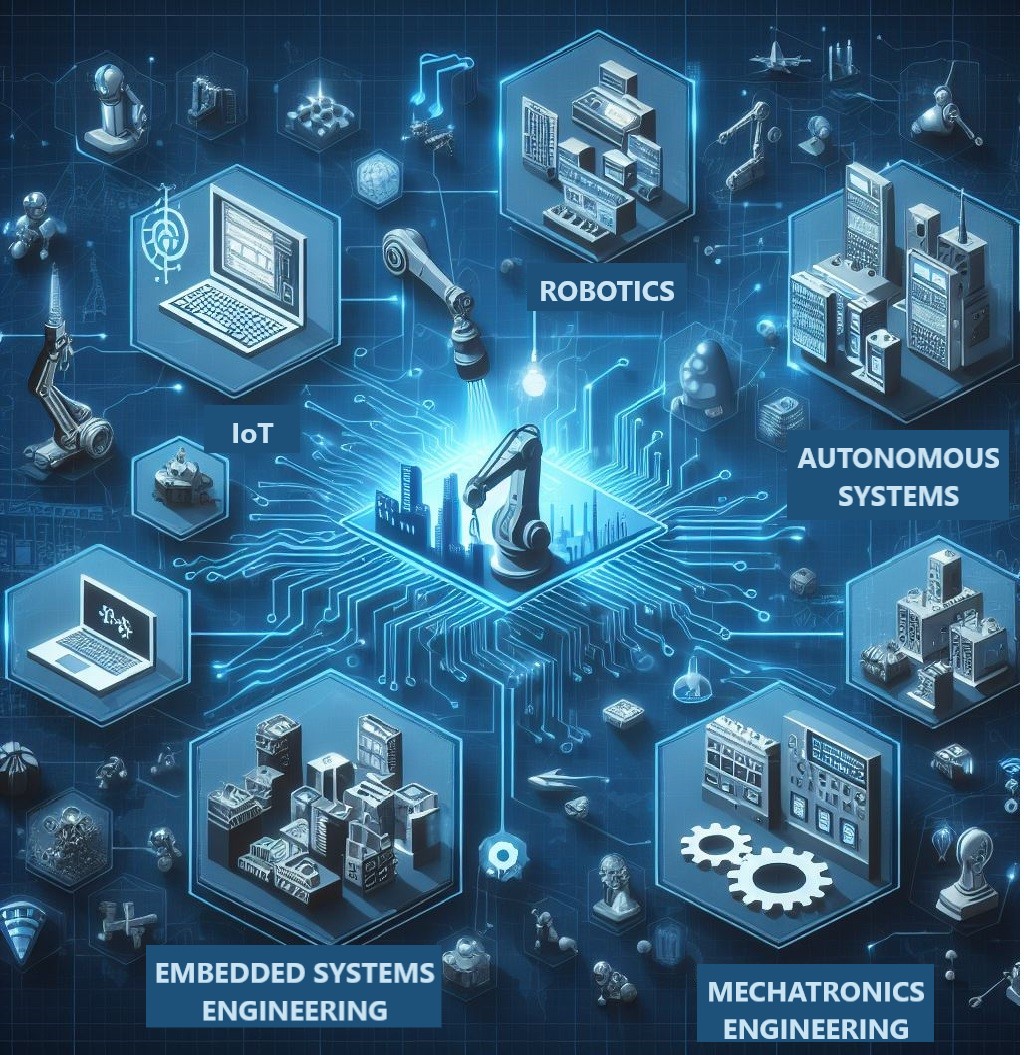 ROBOTICS
IoT
AUTONOMOUS
SYSTEMS
EMBEDDED SYSTEMS
ENGINEERING
MECHATRONICS
ENGINEERING